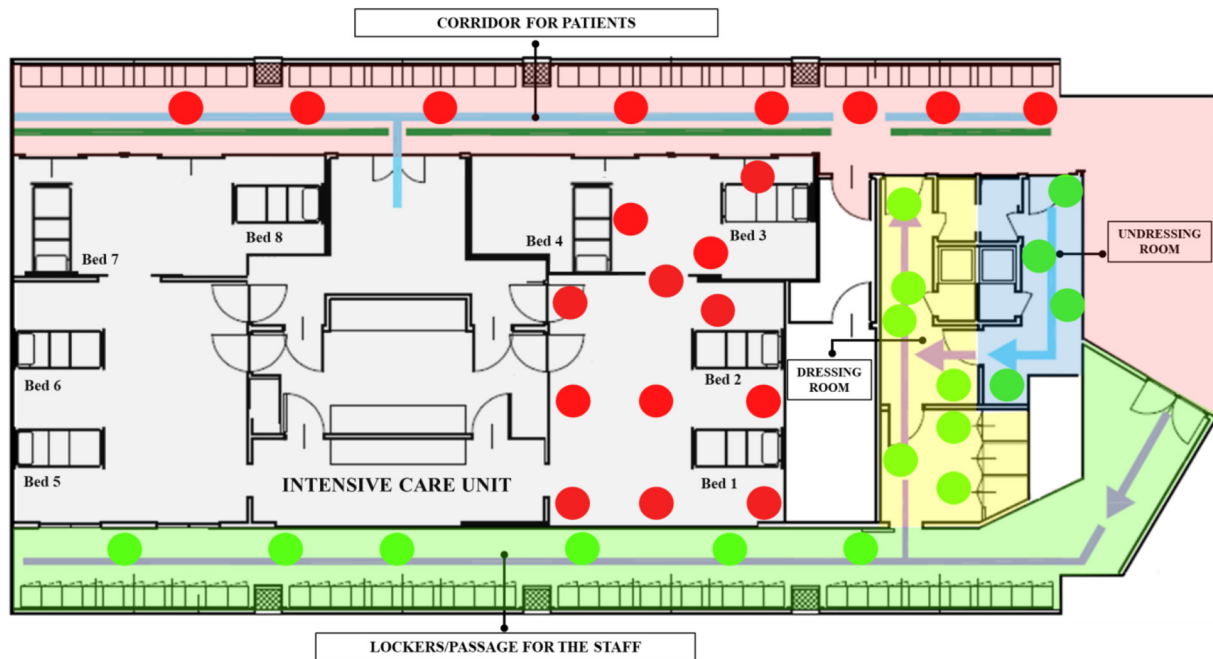 CORRIDOR FOR PATIENTS
Bed 7
Bed 8
Bed 4
Bed 3
UNDRESSING
ROOM
Bed 6
Bed 2
DRESSING
ROOM
Bed 5
INTENSIVE CARE UNIT
Bed 1
LOCKERS/PASSAGE FOR THE STAFF